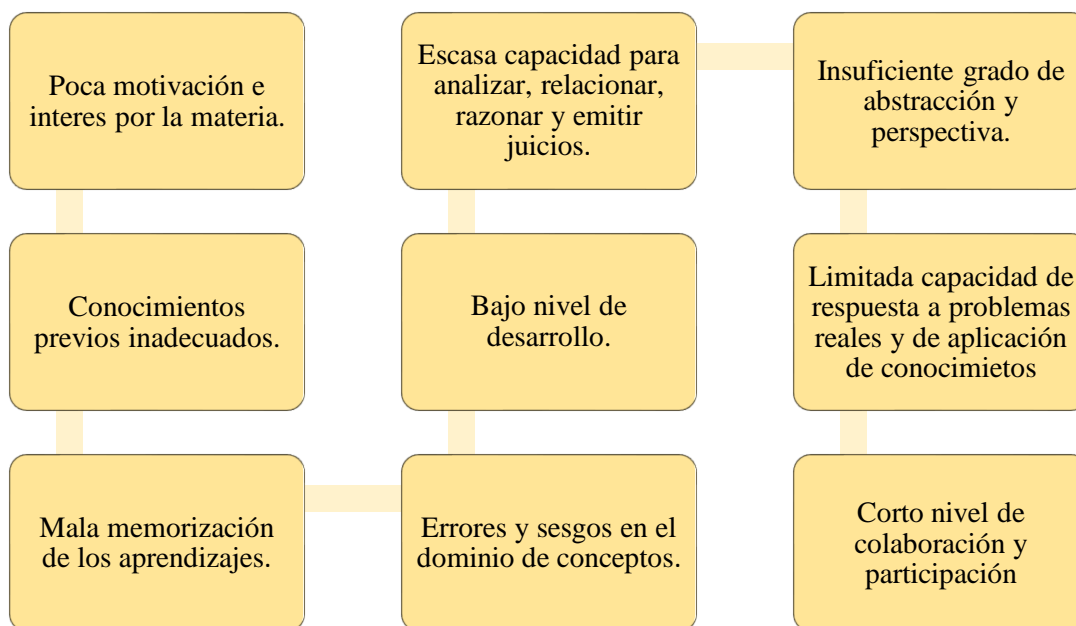 Poca motivación e
interes por la materia.
Conocimientos
previos inadecuados.
Mala memorización
de los aprendizajes.
Errores y sesgos en el
dominio de conceptos.
Bajo nivel de
desarrollo.
Escasa capacidad para
analizar, relacionar,
razonar y emitir
juicios.
Insuficiente grado de
abstracción y
perspectiva.
Limitada capacidad de
respuesta a problemas
reales y de aplicación
de conocimietos
Corto nivel de
colaboración y
participación